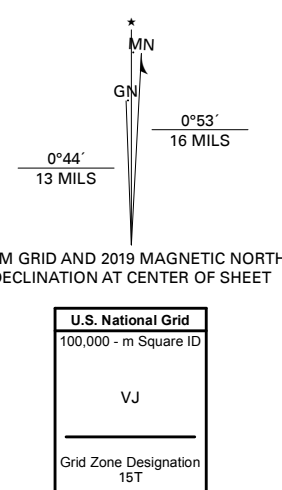 ★
MN
GN
0°53´
16 MILS
0°44´
13 MILS
M GRID AND 2019 MAGNETIC NORTH
DECLINATION AT CENTER OF SHEET
U.S. National Grid
100,000 - m Square ID
VJ
Grid Zone Designation
15T